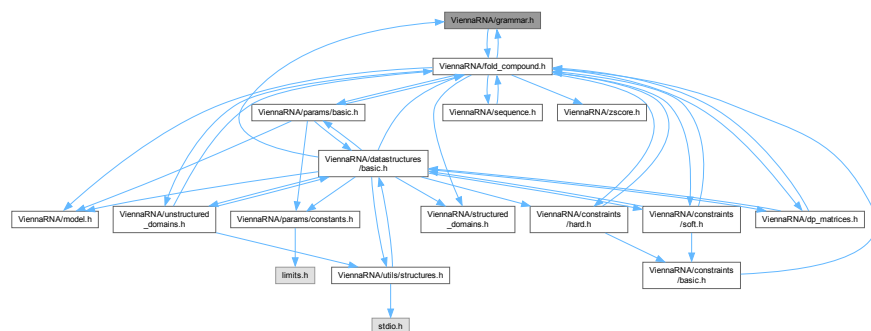 ViennaRNA/grammar.h
ViennaRNA/fold_compound.h
ViennaRNA/params/basic.h
ViennaRNA/sequence.h
ViennaRNA/zscore.h
ViennaRNA/datastructures
/basic.h
ViennaRNA/model.h
ViennaRNA/unstructured
_domains.h
ViennaRNA/params/constants.h
ViennaRNA/structured
_domains.h
ViennaRNA/constraints
/hard.h
ViennaRNA/constraints
/soft.h
ViennaRNA/dp_matrices.h
limits.h
ViennaRNA/utils/structures.h
ViennaRNA/constraints
/basic.h
stdio.h